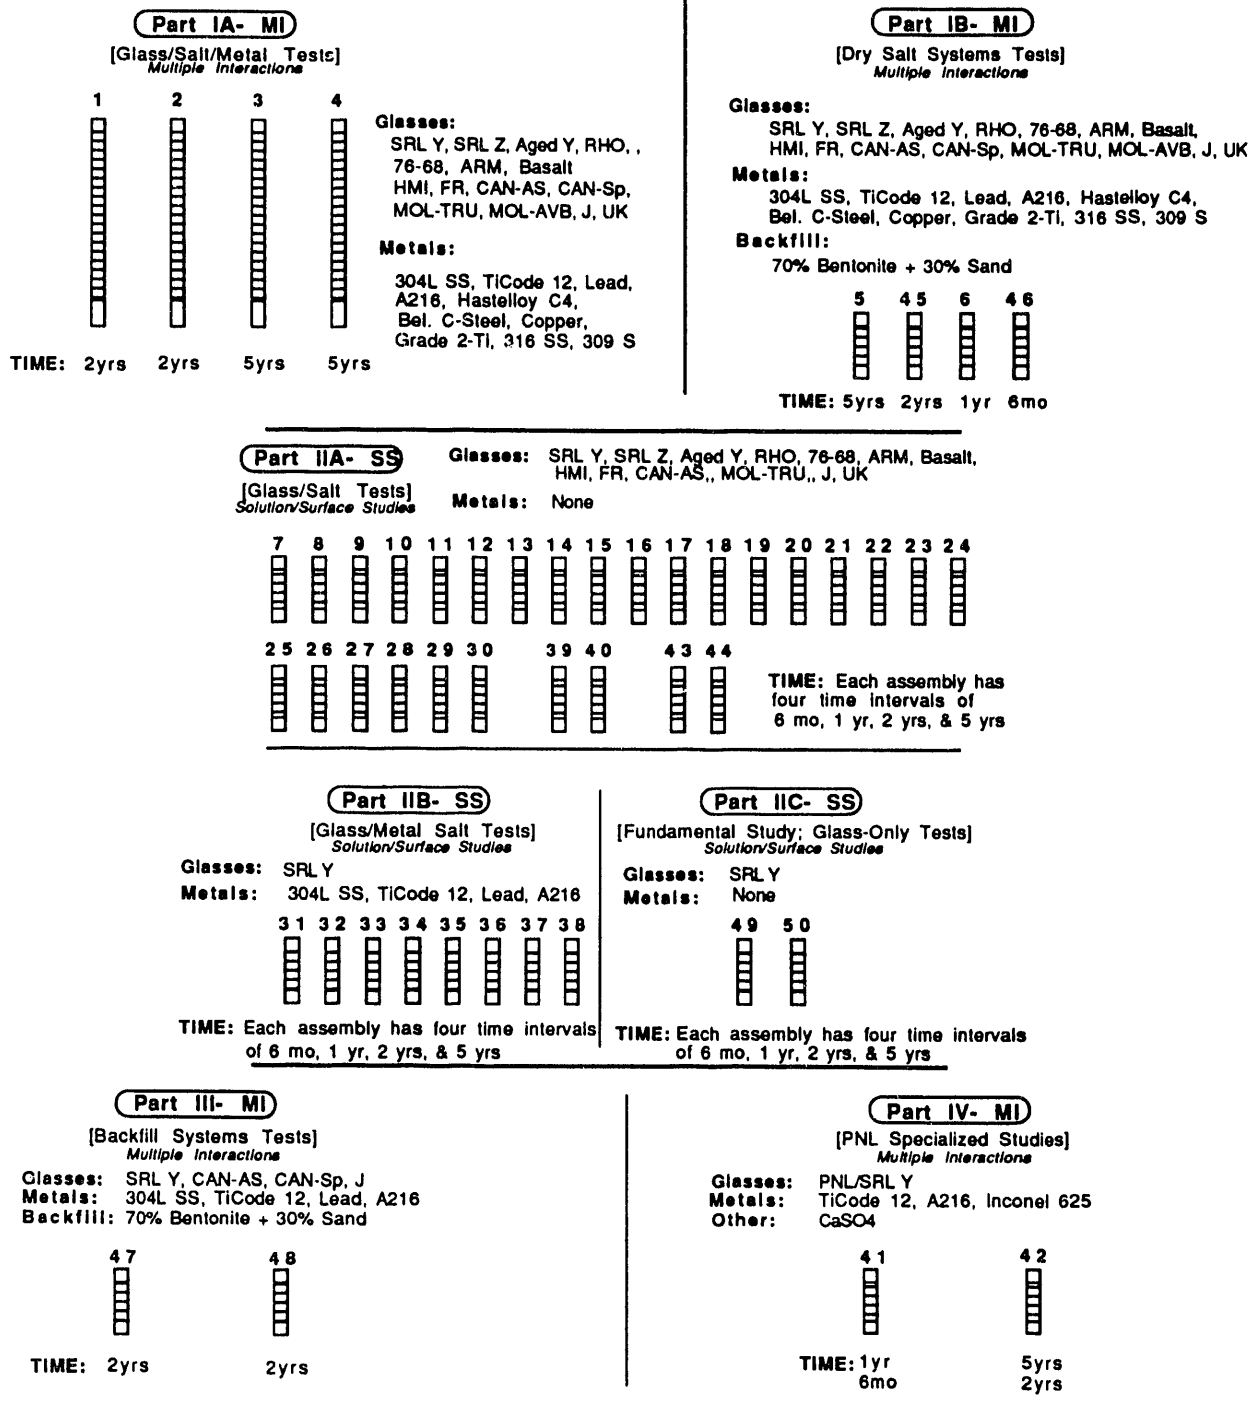 Part IA- MI
[Glass/Salt/Metal Tests]
Multiple Interactions
1 2 3 4
Glasses:
SRL Y, SRL Z, Aged Y, RHO, ,
76-68, ARM, Basalt
HMI, FR, CAN-AS, CAN-Sp,
MOL-TRU, MOL-AVB, J, UK
Metals:
304L SS, TiCode 12, Lead,
A216, Hastelloy C4,
Bel. C-Steel, Copper,
Grade 2-Ti, 316 SS, 309 S
TIME: 2yrs 2yrs 5yrs 5yrs
Part IB- MI
[Dry Salt Systems Tests]
Multiple Interactions
Glasses:
SRL Y, SRL Z, Aged Y, RHO, 76-68, ARM, Basalt,
HMI, FR, CAN-AS, CAN-Sp, MOL-TRU, MOL-AVB, J, UK
Metals:
304L SS, TiCode 12, Lead, A216, Hastelloy C4,
Bel. C-Steel, Copper, Grade 2-Ti, 316 SS, 309 S
Backfill:
70% Bentonite + 30% Sand
5 45 6 46
TIME: 5yrs 2yrs 1yr 6mo
Part IIA- SS
[Glass/Salt Tests]
Solution/Surface Studies
Glasses: SRL Y, SRL Z, Aged Y, RHO, 76-68, ARM, Basalt,
HMI, FR, CAN-AS,, MOL-TRU,, J, UK
Metals: None
7 8 9 10 11 12 13 14 15 16 17 18 19 20 21 22 23 24
25 26 27 28 29 30 39 40 43 44
TIME: Each assembly has
four time intervals of
6 mo, 1 yr, 2 yrs, & 5 yrs
Part IIB- SS
[Glass/Metal Salt Tests]
Solution/Surface Studies
Glasses: SRL Y
Metals: 304L SS, TiCode 12, Lead, A216
31 32 33 34 35 36 37 38
TIME: Each assembly has four time intervals
of 6 mo, 1 yr, 2 yrs, & 5 yrs
Part IIC- SS
[Fundamental Study; Glass-Only Tests]
Solution/Surface Studies
Glasses: SRL Y
Metals: None
49 50
TIME: Each assembly has four time intervals
of 6 mo, 1 yr, 2 yrs, & 5 yrs
Part III- MI
[Backfill Systems Tests]
Multiple Interactions
Glasses: SRL Y, CAN-AS, CAN-Sp, J
Metals: 304L SS, TiCode 12, Lead, A216
Backfill: 70% Bentonite + 30% Sand
47 48
TIME: 2yrs 2yrs
Part IV- MI
[PNL Specialized Studies]
Multiple Interactions
Glasses: PNL/SRL Y
Metals: TiCode 12, A216, Inconel 625
Other: CaSO4
41 42
TIME: 1yr 5yrs
6mo 2yrs